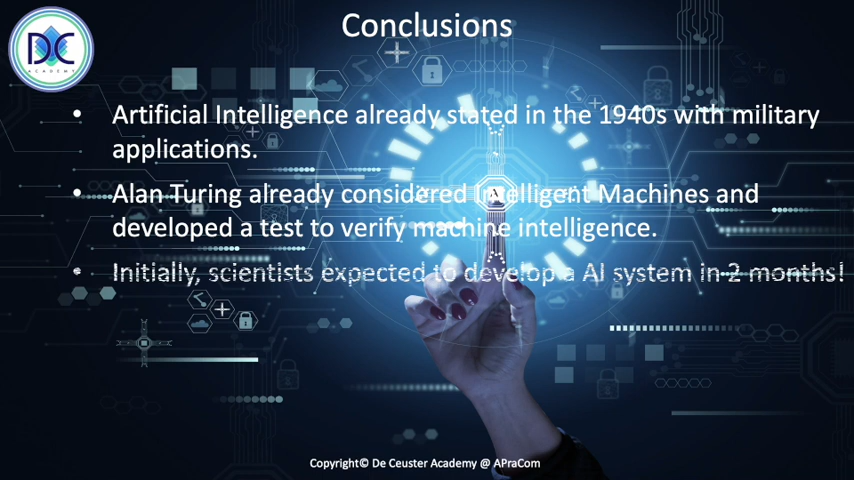 Conclusions
DC
ACADEMY
• Artificial Intelligence already stated in the 1940s with military
applications.
• Alan Turing already considered Intelligent Machines and
developed a test to verify machine intelligence.
• Initially, scientists expected to develop a AI system in 2 months!
Copyright© De Ceuster Academy @ APraCom